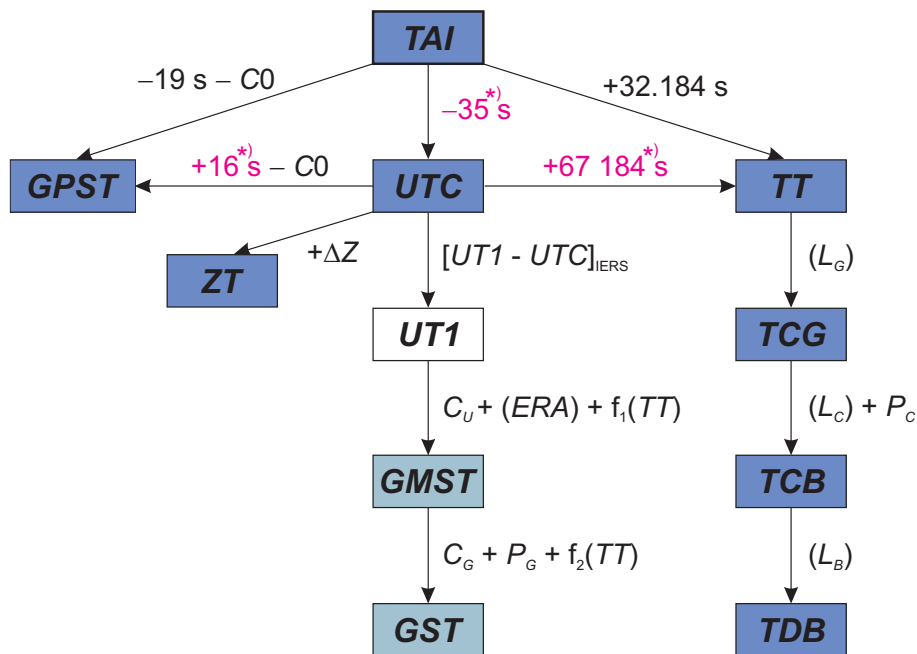 TAI
−19 s − C0
−35*)s
+32.184 s
GPST
+16*)s − C0
UTC
+67 184*)s
TT
ZT
+ΔZ
[UT1 - UTC]IERS
(LG)
UT1
TCG
CU + (ERA) + f1(TT)
(LC) + PC
GMST
TCB
CG + PG + f2(TT)
(LB)
GST
TDB